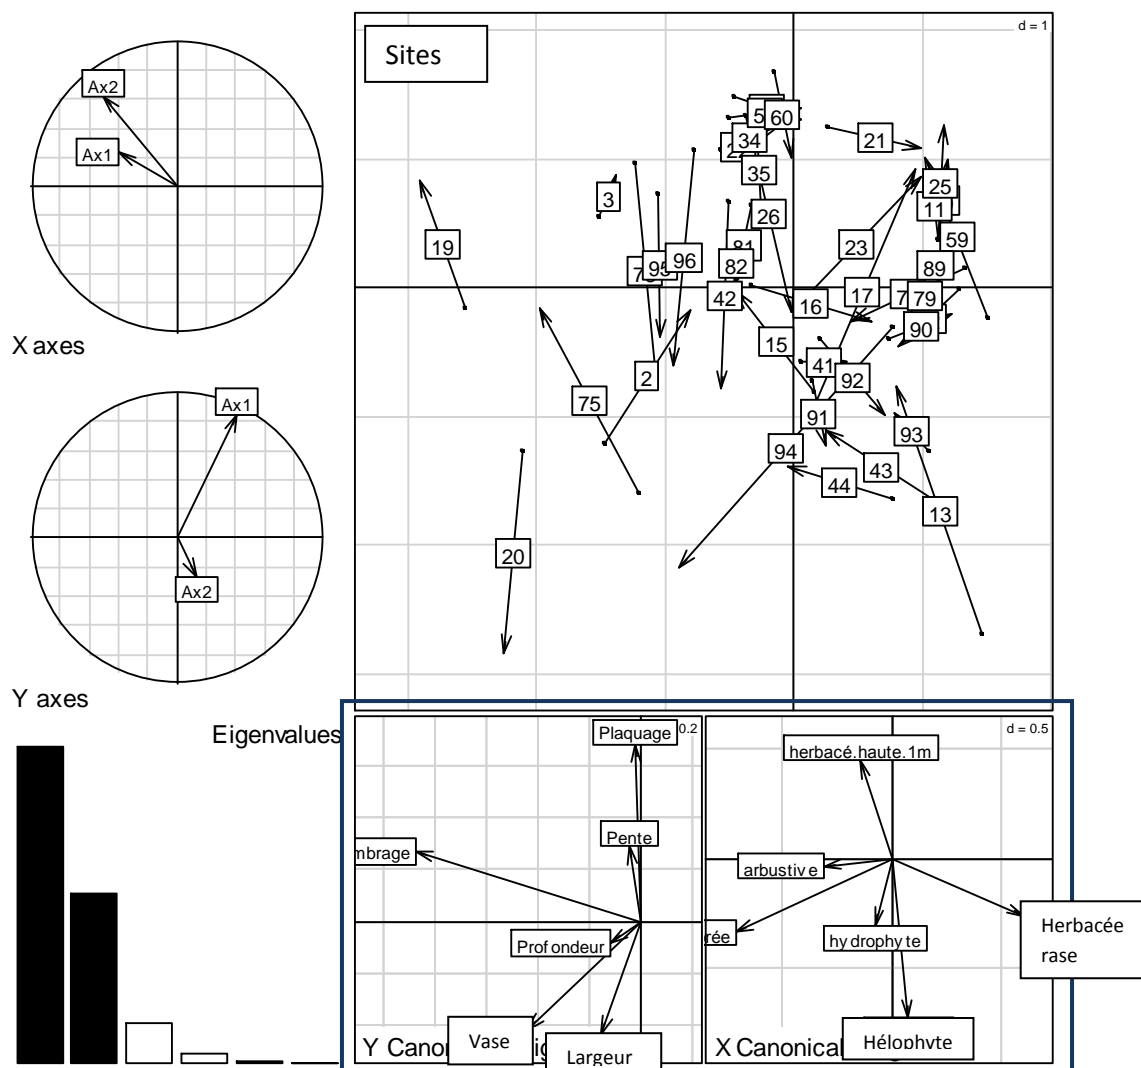 Ax2
Ax1
X axes
Ax1
Ax2
Y axes
Eigenvalues
Sites
d = 1
60
34
35
26
21
25
11
59
3
19
96
81
82
42
23
89
16
17
79
90
15
41
92
2
75
91
93
94
43
44
13
20
Plaquage
0.2
Pente
mbrage
Profondeur
Vase
Largeur
Y Canon
d = 0.5
herbacé.haute.1m
arbustive
rée
hydrophyte
Herbacée
rase
Hélophyte
X Canonical